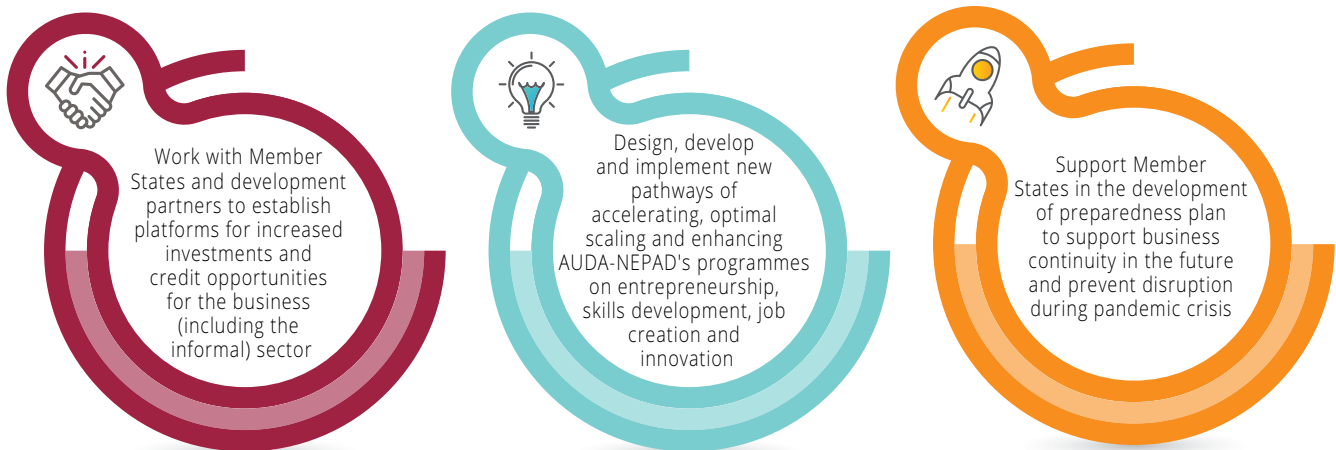 Work with Member
States and development
partners to establish
platforms for increased
investments and
credit opportunities
for the business
(including the
informal) sector
Design, develop
and implement new
pathways of
accelerating, optimal
scaling and enhancing
AUDA-NEPAD's programmes
on entrepreneurship,
skills development, job
creation and
innovation
Support Member
States in the development
of preparedness plan
to support business
continuity in the future
and prevent disruption
during pandemic crisis